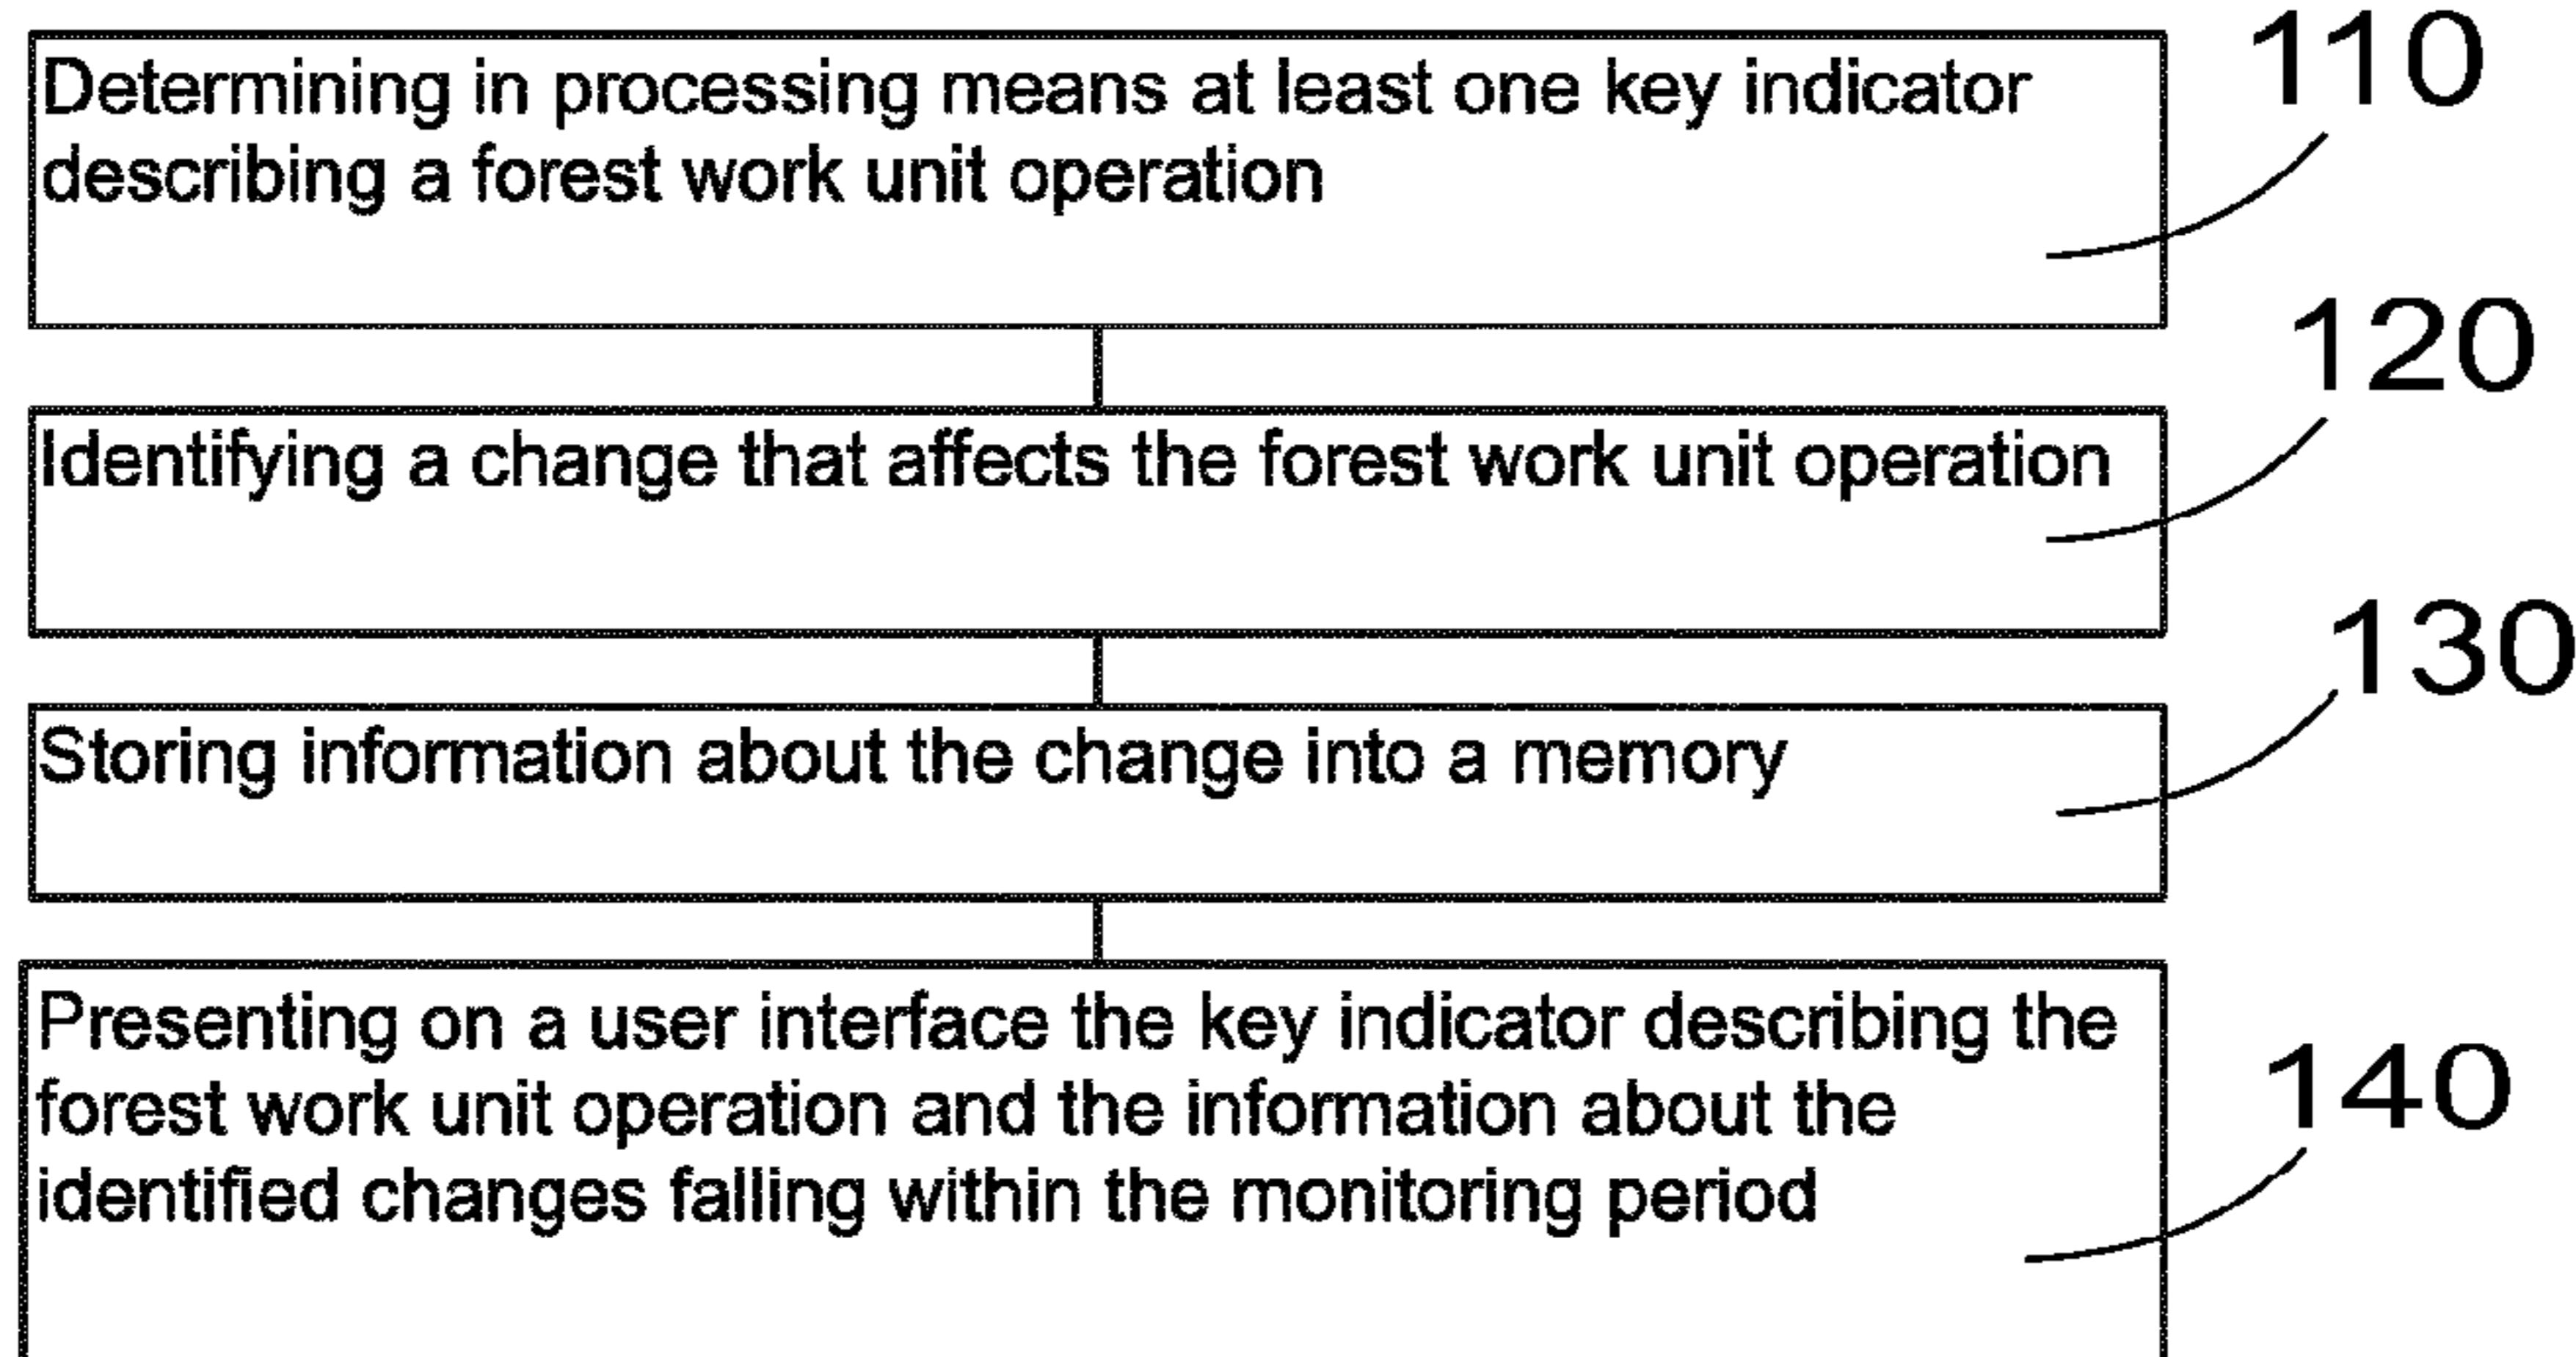 Determining in processing means at least one key indicator
describing a forest work unit operation
110
Identifying a change that affects the forest work unit operation
120
Storing information about the change into a memory
130
Presenting on a user interface the key indicator describing the
forest work unit operation and the information about the
identified changes falling within the monitoring period
140